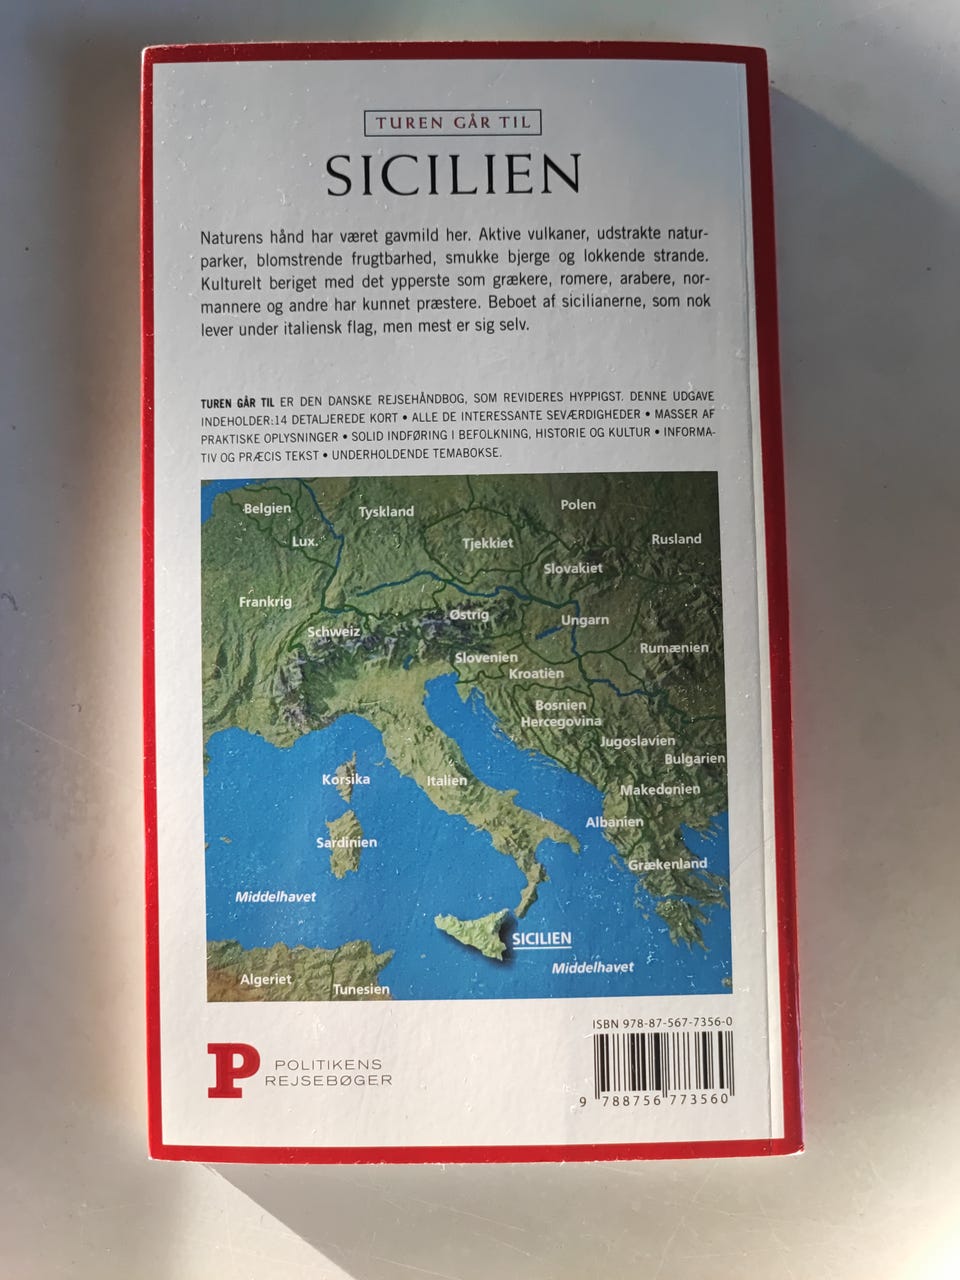 TUREN GÅR TIL
SICILIEN
Naturens hånd har været gavmild her. Aktive vulkaner, udstrakte natur-
parker, blomstrende frugtbarhed, smukke bjerge og lokkende strande.
Kulturelt beriget med det ypperste som grækere, romere, arabere, nor-
mannere og andre har kunnet præstere. Beboet af sicilianerne, som nok
lever under italiensk flag, men mest er sig selv.
TUREN GÅR TIL ER DEN DANSKE REJSEHÅNDBOG, SOM REVIDERES HYPPIGST. DENNE UDGAVE
INDEHOLDER:14 DETALJEREDE KORT • ALLE DE INTERESSANTE SEVÆRDIGHEDER • MASSER AF
PRAKTISKE OPLYSNINGER • SOLID INDFØRING I BEFOLKNING, HISTORIE OG KULTUR • INFORMA-
TIV OG PRÆCIS TEKST • UNDERHOLDENDE TEMABOKSE.
Belgien
Tyskland
Polen
Lux.
Tjekkiet
Rusland
Slovakiet
Frankrig
Østrig
Ungarn
Schweiz
Rumænien
Slovenien
Kroatien
Bosnien
Hercegovina
Jugoslavien
Bulgarien
Korsika
Italien
Makedonien
Albanien
Sardinien
Grækenland
Middelhavet
SICILIEN
Middelhavet
Algeriet
Tunesien
ISBN 978-87-567-7356-0
P
POLITIKENS
REJSEBØGER
9 788756 773560